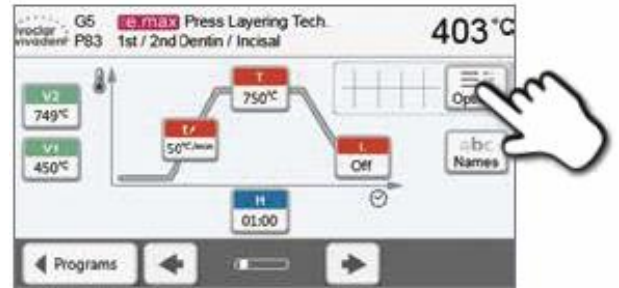 ivoclar
vivadent
G5
P83
e.max Press Layering Tech.
1st / 2nd Dentin / Incisal
403 °C
V2
749°C
V1
450°C
T
750°C
t↗
50°C/min
L
Off
H
01:00
abc
Names
Programs